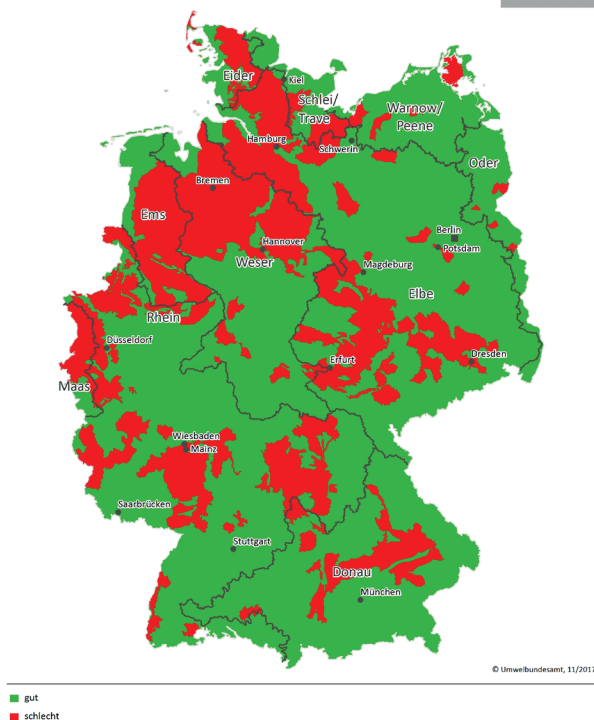 Eider
Kiel
Schlei/
Trave
Warnow/
Peene
Hamburg
Schwerin
Oder
Bremen
Ems
Berlin
Potsdam
Hannover
Weser
Magdeburg
Elbe
Rhein
Düsseldorf
Erfurt
Dresden
Maas
Wiesbaden
Mainz
Saarbrücken
Stuttgart
Donau
München
© Umweltbundesamt, 11/2017
gut
schlecht